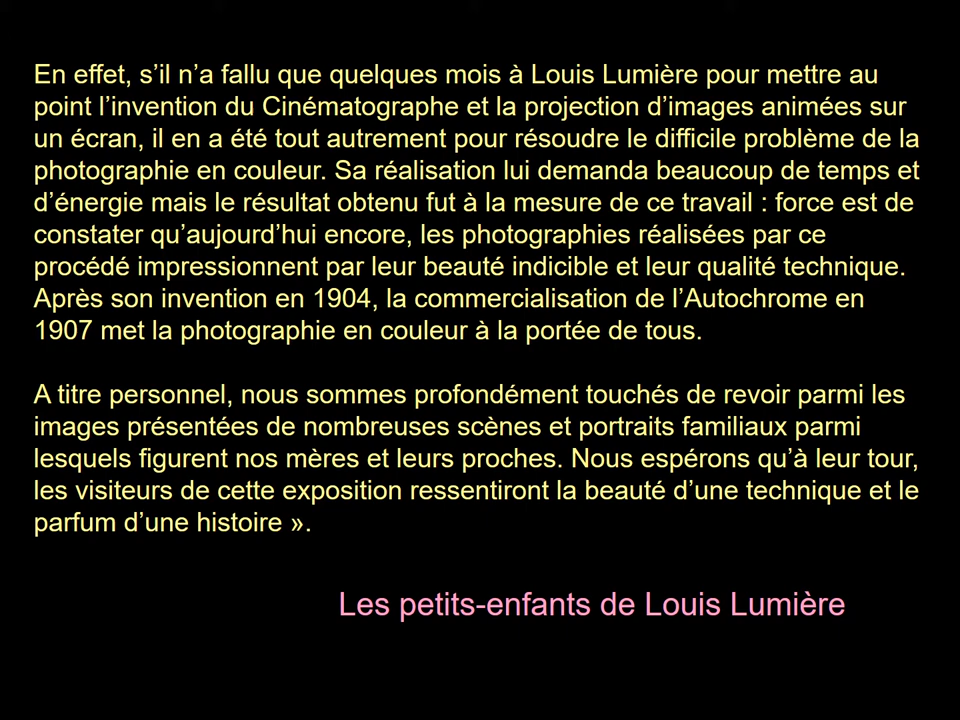 En effet, s’il n’a fallu que quelques mois à Louis Lumière pour mettre au
point l’invention du Cinématographe et la projection d’images animées sur
un écran, il en a été tout autrement pour résoudre le difficile problème de la
photographie en couleur. Sa réalisation lui demanda beaucoup de temps et
d’énergie mais le résultat obtenu fut à la mesure de ce travail : force est de
constater qu’aujourd’hui encore, les photographies réalisées par ce
procédé impressionnent par leur beauté indicible et leur qualité technique.
Après son invention en 1904, la commercialisation de l’Autochrome en
1907 met la photographie en couleur à la portée de tous.
A titre personnel, nous sommes profondément touchés de revoir parmi les
images présentées de nombreuses scènes et portraits familiaux parmi
lesquels figurent nos mères et leurs proches. Nous espérons qu’à leur tour,
les visiteurs de cette exposition ressentiront la beauté d’une technique et le
parfum d’une histoire ».
Les petits-enfants de Louis Lumière